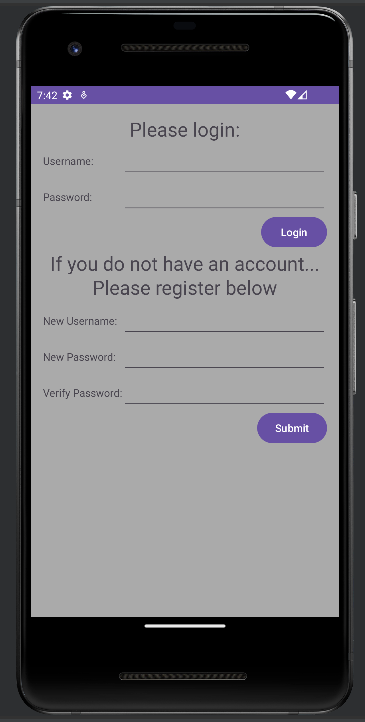 7:42
Please login:
Username:
Password:
Login
If you do not have an account...
Please register below
New Username:
New Password:
Verify Password:
Submit